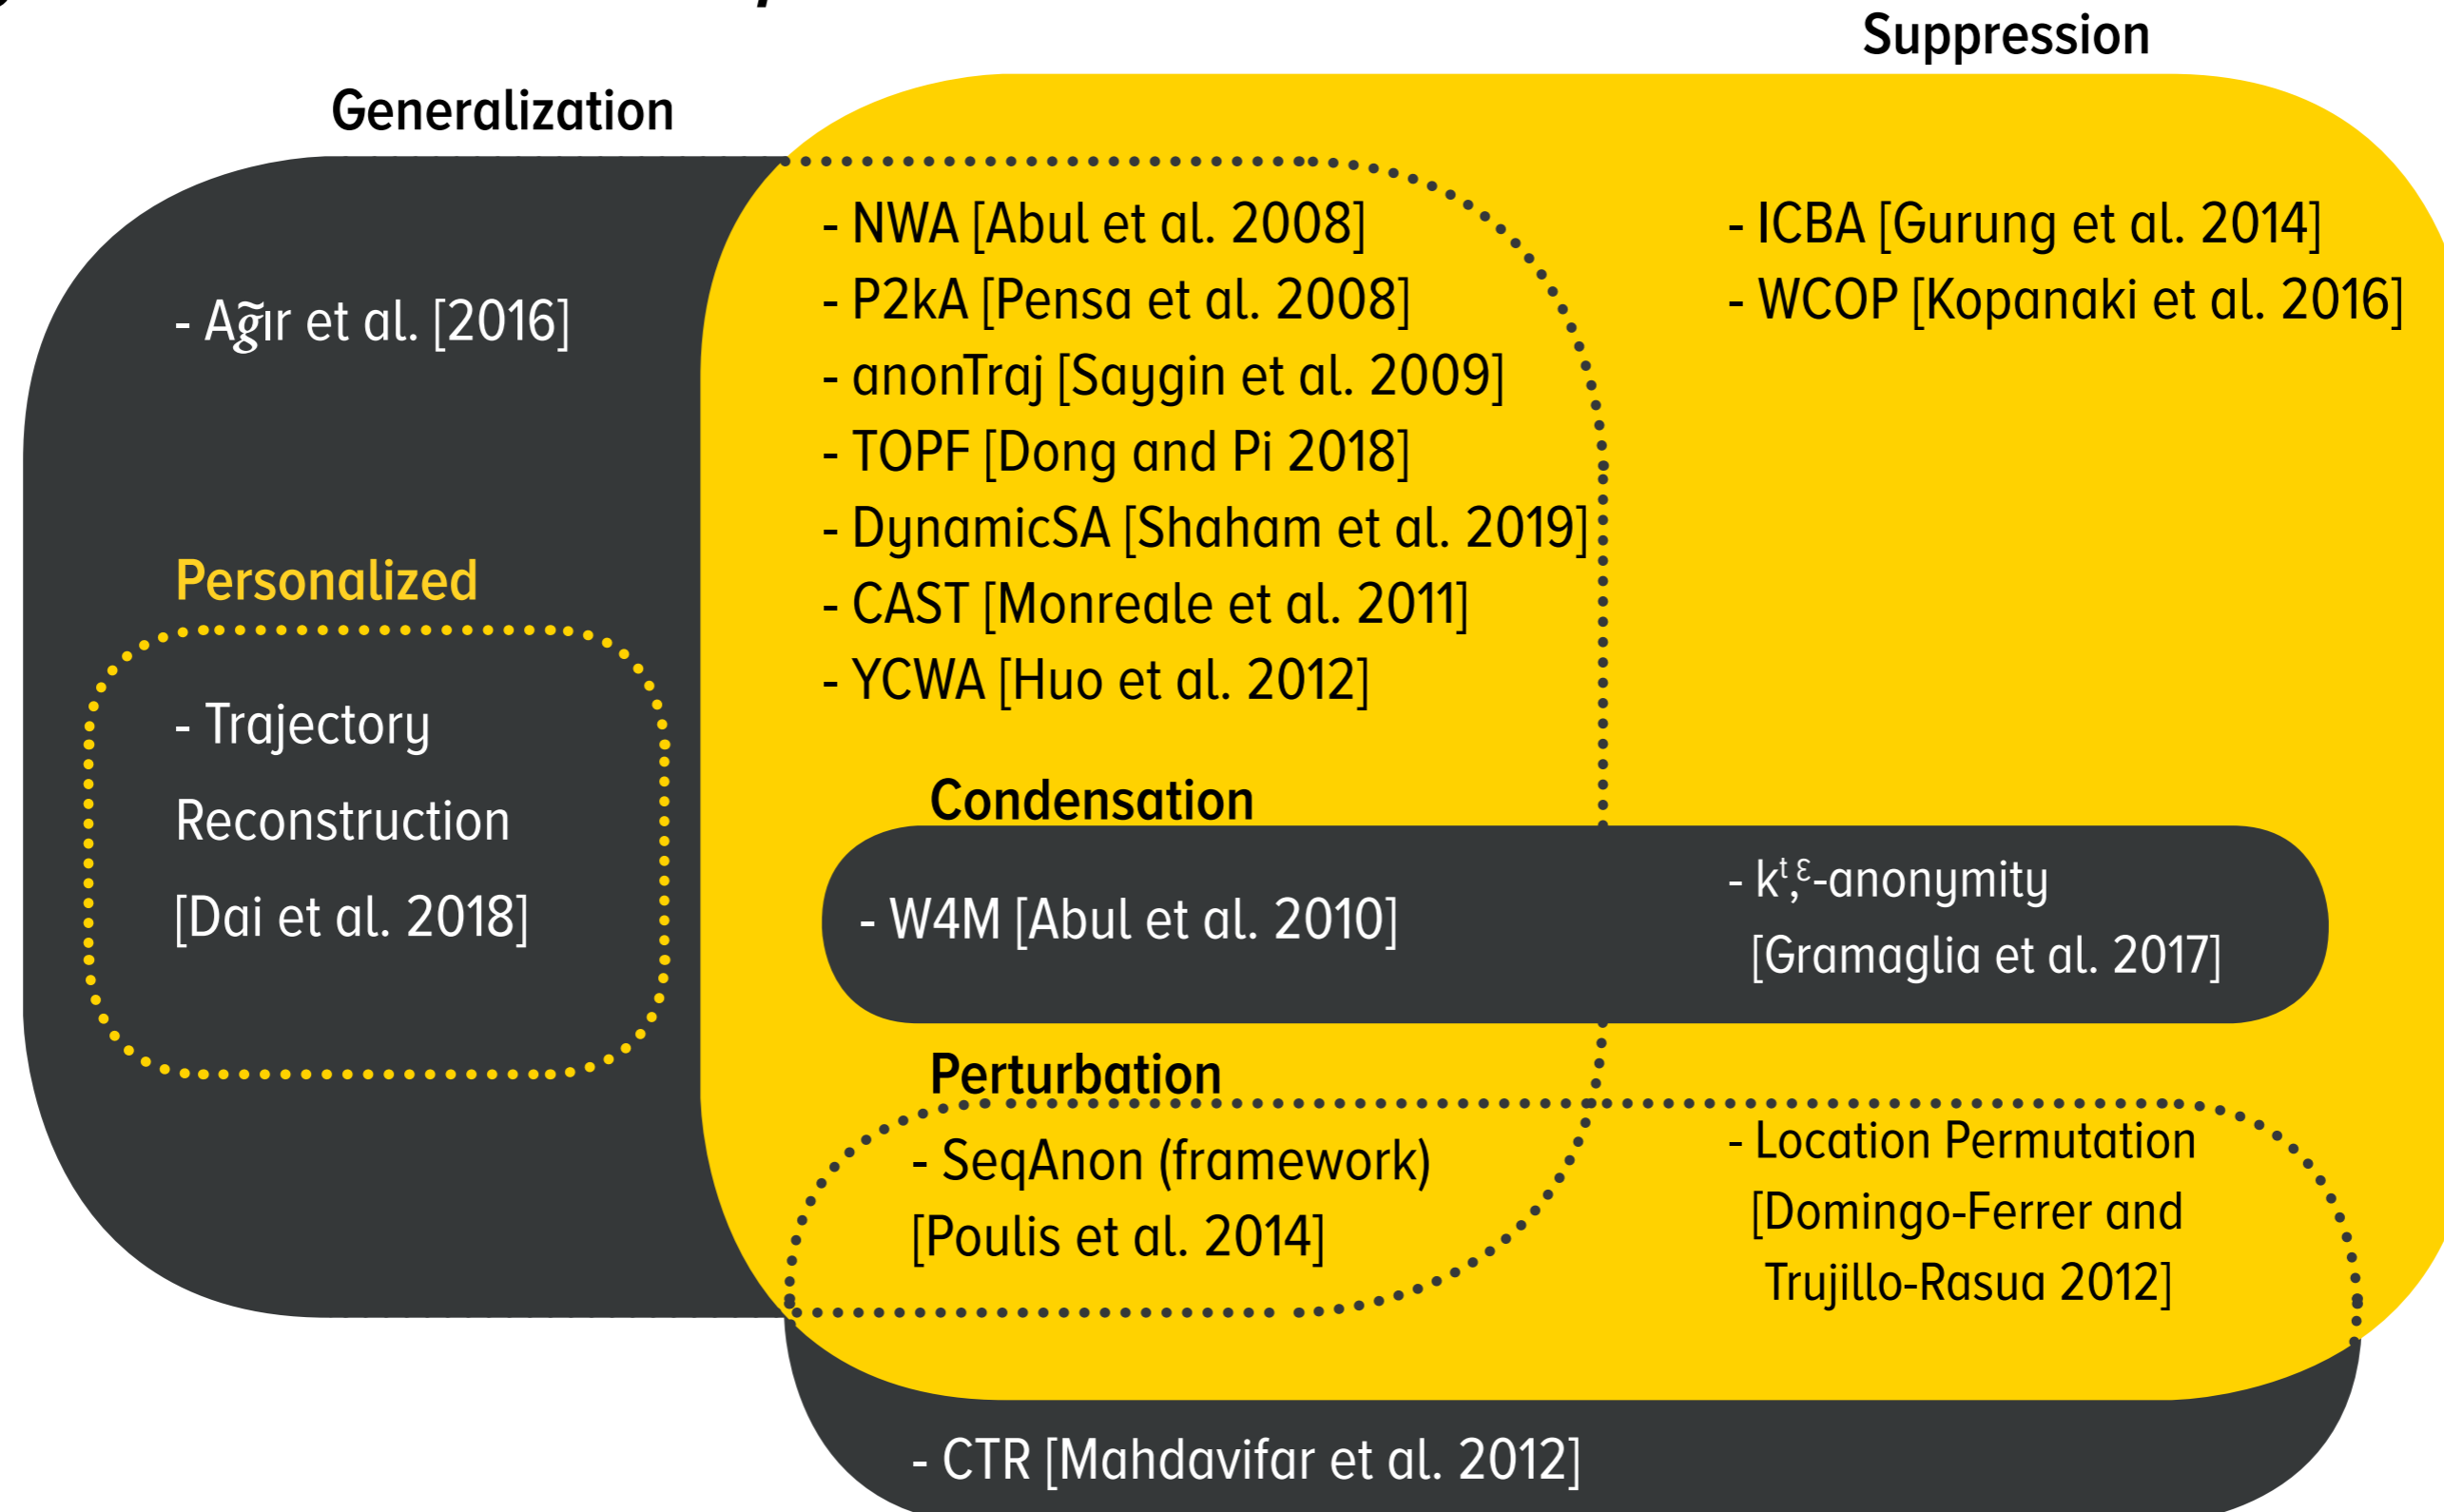 Suppression
Generalization
- Ag̃ır et al. [2016]
Personalized
- Trajectory
Reconstruction
[Dai et al. 2018]
- NWA [Abul et al. 2008]
- P2kA [Pensa et al. 2008]
- anonTraj [Saygin et al. 2009]
- TOPF [Dong and Pi 2018]
- DynamicSA [Shaham et al. 2019]
- CAST [Monreale et al. 2011]
- YCWA [Huo et al. 2012]
- ICBA [Gurung et al. 2014]
- WCOP [Kopanaki et al. 2016]
Condensation
- W4M [Abul et al. 2010]
- kᵗ,ᵋ-anonymity
[Gramaglia et al. 2017]
Perturbation
- SeqAnon (framework)
[Poulis et al. 2014]
- Location Permutation
[Domingo-Ferrer and
Trujillo-Rasua 2012]
- CTR [Mahdavifar et al. 2012]